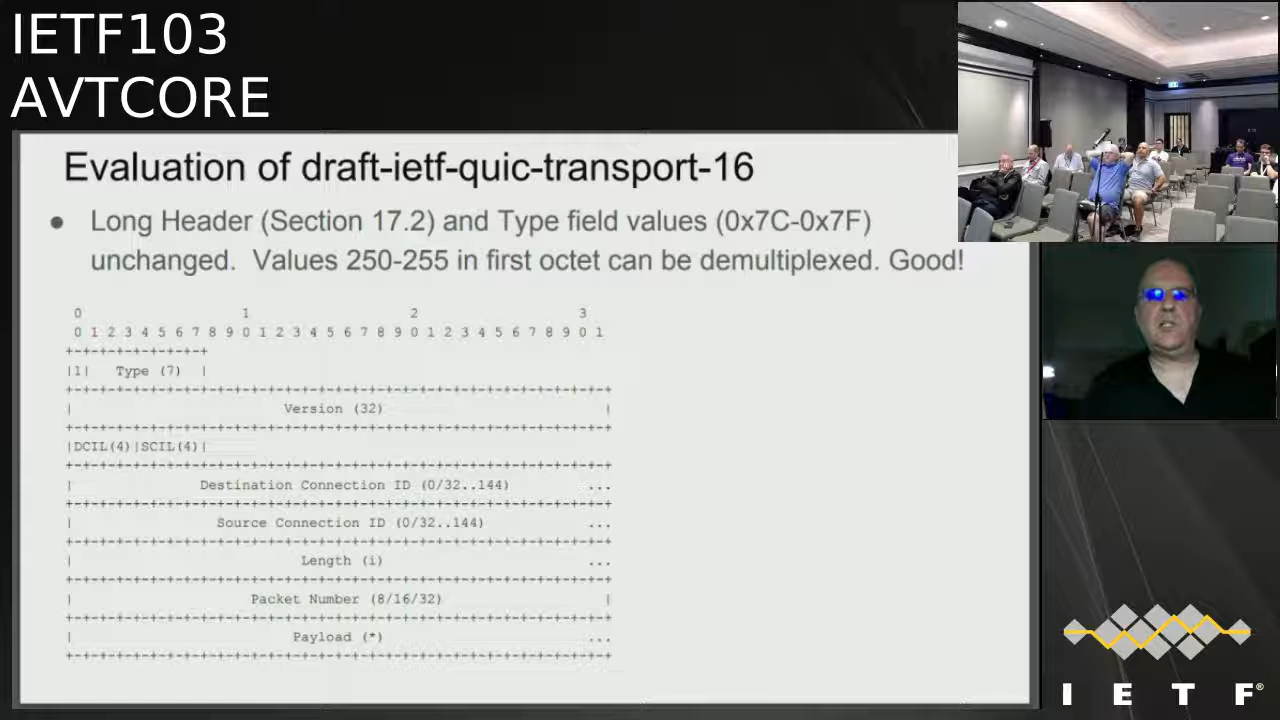 IETF103
AVTCORE
Evaluation of draft-ietf-quic-transport-16
● Long Header (Section 17.2) and Type field values (0x7C-0x7F)
unchanged.  Values 250-255 in first octet can be demultiplexed. Good!
 0                   1                   2                   3
 0 1 2 3 4 5 6 7 8 9 0 1 2 3 4 5 6 7 8 9 0 1 2 3 4 5 6 7 8 9 0 1
+-+-+-+-+-+-+-+-+
|1|   Type (7)  |
+-+-+-+-+-+-+-+-+-+-+-+-+-+-+-+-+-+-+-+-+-+-+-+-+-+-+-+-+-+-+-+-+
|                         Version (32)                          |
+-+-+-+-+-+-+-+-+-+-+-+-+-+-+-+-+-+-+-+-+-+-+-+-+-+-+-+-+-+-+-+-+
|DCIL(4)|SCIL(4)|
+-+-+-+-+-+-+-+-+-+-+-+-+-+-+-+-+-+-+-+-+-+-+-+-+-+-+-+-+-+-+-+-+
|               Destination Connection ID (0/32..144)         ...
+-+-+-+-+-+-+-+-+-+-+-+-+-+-+-+-+-+-+-+-+-+-+-+-+-+-+-+-+-+-+-+-+
|                 Source Connection ID (0/32..144)            ...
+-+-+-+-+-+-+-+-+-+-+-+-+-+-+-+-+-+-+-+-+-+-+-+-+-+-+-+-+-+-+-+-+
|                           Length (i)                        ...
+-+-+-+-+-+-+-+-+-+-+-+-+-+-+-+-+-+-+-+-+-+-+-+-+-+-+-+-+-+-+-+-+
|                     Packet Number (8/16/32)                   |
+-+-+-+-+-+-+-+-+-+-+-+-+-+-+-+-+-+-+-+-+-+-+-+-+-+-+-+-+-+-+-+-+
|                          Payload (*)                        ...
+-+-+-+-+-+-+-+-+-+-+-+-+-+-+-+-+-+-+-+-+-+-+-+-+-+-+-+-+-+-+-+-+
I E T F®